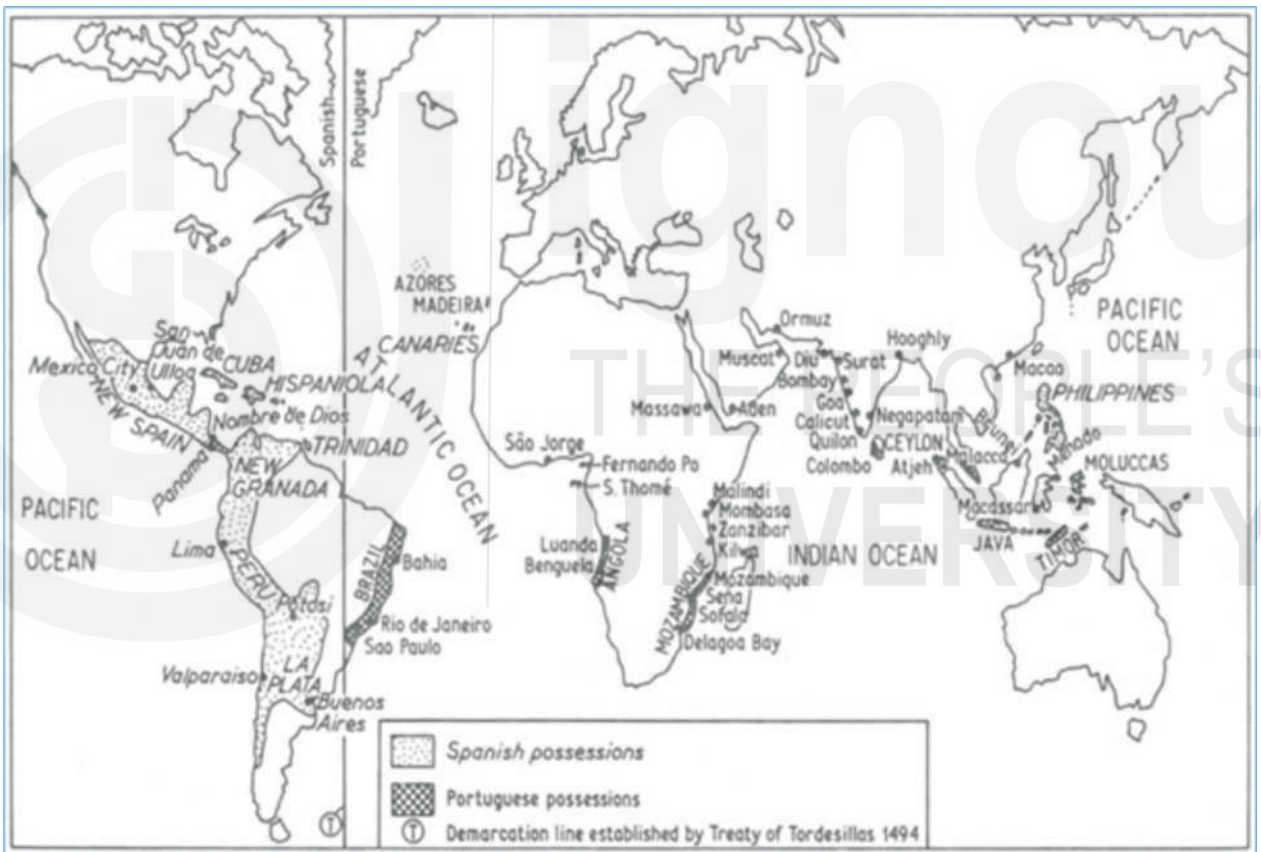 Spanish
Portuguese
ignou
THE PEOPLE'S
UNIVERSITY
AZORES
MADEIRA
CANARIES
ATLANTIC OCEAN
PACIFIC
OCEAN
San
Juan de
Ulloa
Mexico City
CUBA
HISPANIOLA
NEW SPAIN
Nombre de Dios
TRINIDAD
Panama
NEW
GRANADA
PACIFIC
OCEAN
Lima
PERU
BRAZIL
Bahia
Potosi
Rio de Janeiro
Sao Paulo
Valparaiso
LA
PLATA
Buenos
Aires
Ormuz
Muscat
Diu
Surat
Hooghly
Bombay
Goa
Macao
PHILIPPINES
Massawa
Aden
Calicut
Negapatam
Quilon
CEYLON
Brunei
Colombo
Atjeh
Malacca
Menado
MOLUCCAS
São Jorge
Fernando Po
S. Thomé
Malindi
Mombasa
Macassar
Zanzibar
JAVA
TIMOR
Luanda
Kilwa
INDIAN OCEAN
Benguela
ANGOLA
MOZAMBIQUE
Mozambique
Sena
Sofala
Delagoa Bay
Spanish possessions
Portuguese possessions
T
T Demarcation line established by Treaty of Tordesillas 1494